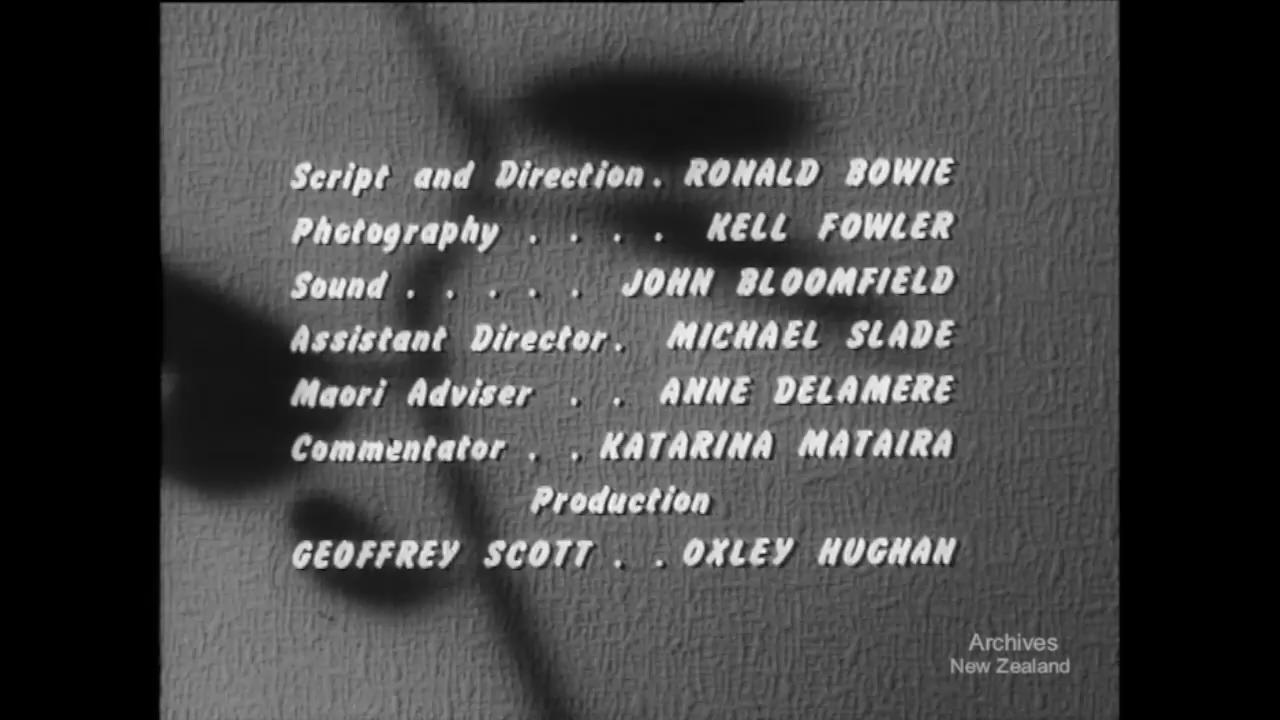 Script and Direction. RONALD BOWIE
Photography . . . . KELL FOWLER
Sound . . . . . JOHN BLOOMFIELD
Assistant Director. MICHAEL SLADE
Maori Adviser . . ANNE DELAMERE
Commentator . . KATARINA MATAIRA
Production
GEOFFREY SCOTT . . OXLEY HUGHAN
Archives
New Zealand